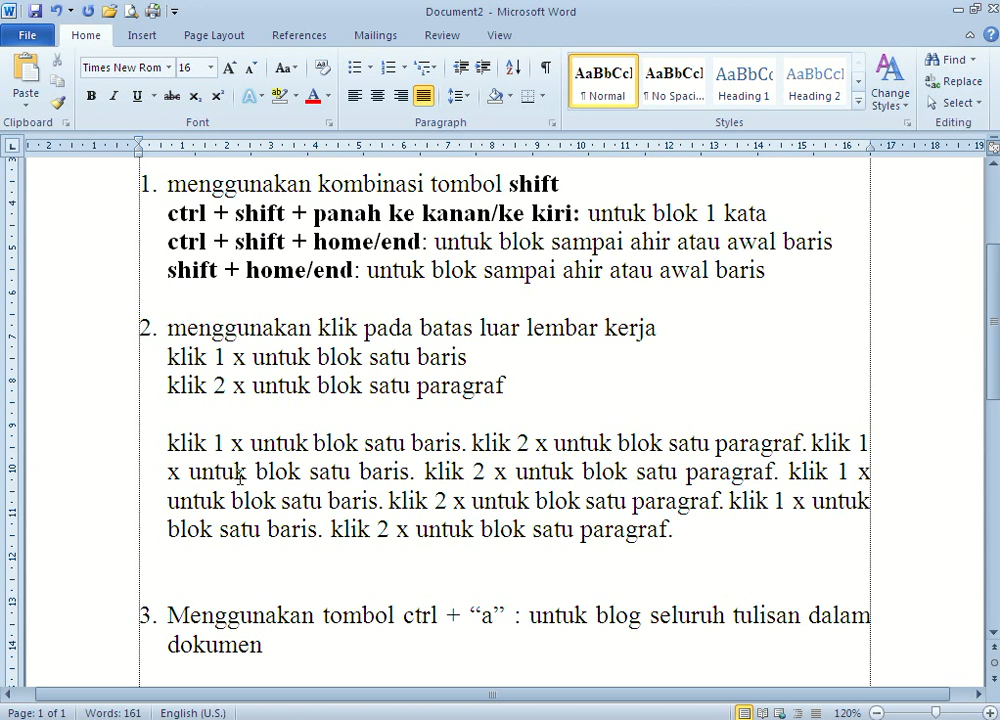 Document2 - Microsoft Word
File Home Insert Page Layout References Mailings Review View
Times New Rom 16
Paste
AaBbCcI AaBbCcI AaBbCc AaBbCcI
¶ Normal ¶ No Spaci... Heading 1 Heading 2
Change Styles
Find
Replace
Select
Clipboard Font Paragraph Styles Editing
1. menggunakan kombinasi tombol shift
ctrl + shift + panah ke kanan/ke kiri: untuk blok 1 kata
ctrl + shift + home/end: untuk blok sampai ahir atau awal baris
shift + home/end: untuk blok sampai ahir atau awal baris
2. menggunakan klik pada batas luar lembar kerja
klik 1 x untuk blok satu baris
klik 2 x untuk blok satu paragraf
klik 1 x untuk blok satu baris. klik 2 x untuk blok satu paragraf. klik 1
x untuk blok satu baris. klik 2 x untuk blok satu paragraf. klik 1 x
untuk blok satu baris. klik 2 x untuk blok satu paragraf. klik 1 x untuk
blok satu baris. klik 2 x untuk blok satu paragraf.
3. Menggunakan tombol ctrl + “a” : untuk blog seluruh tulisan dalam
dokumen
Page: 1 of 1 Words: 161 English (U.S.) 120%